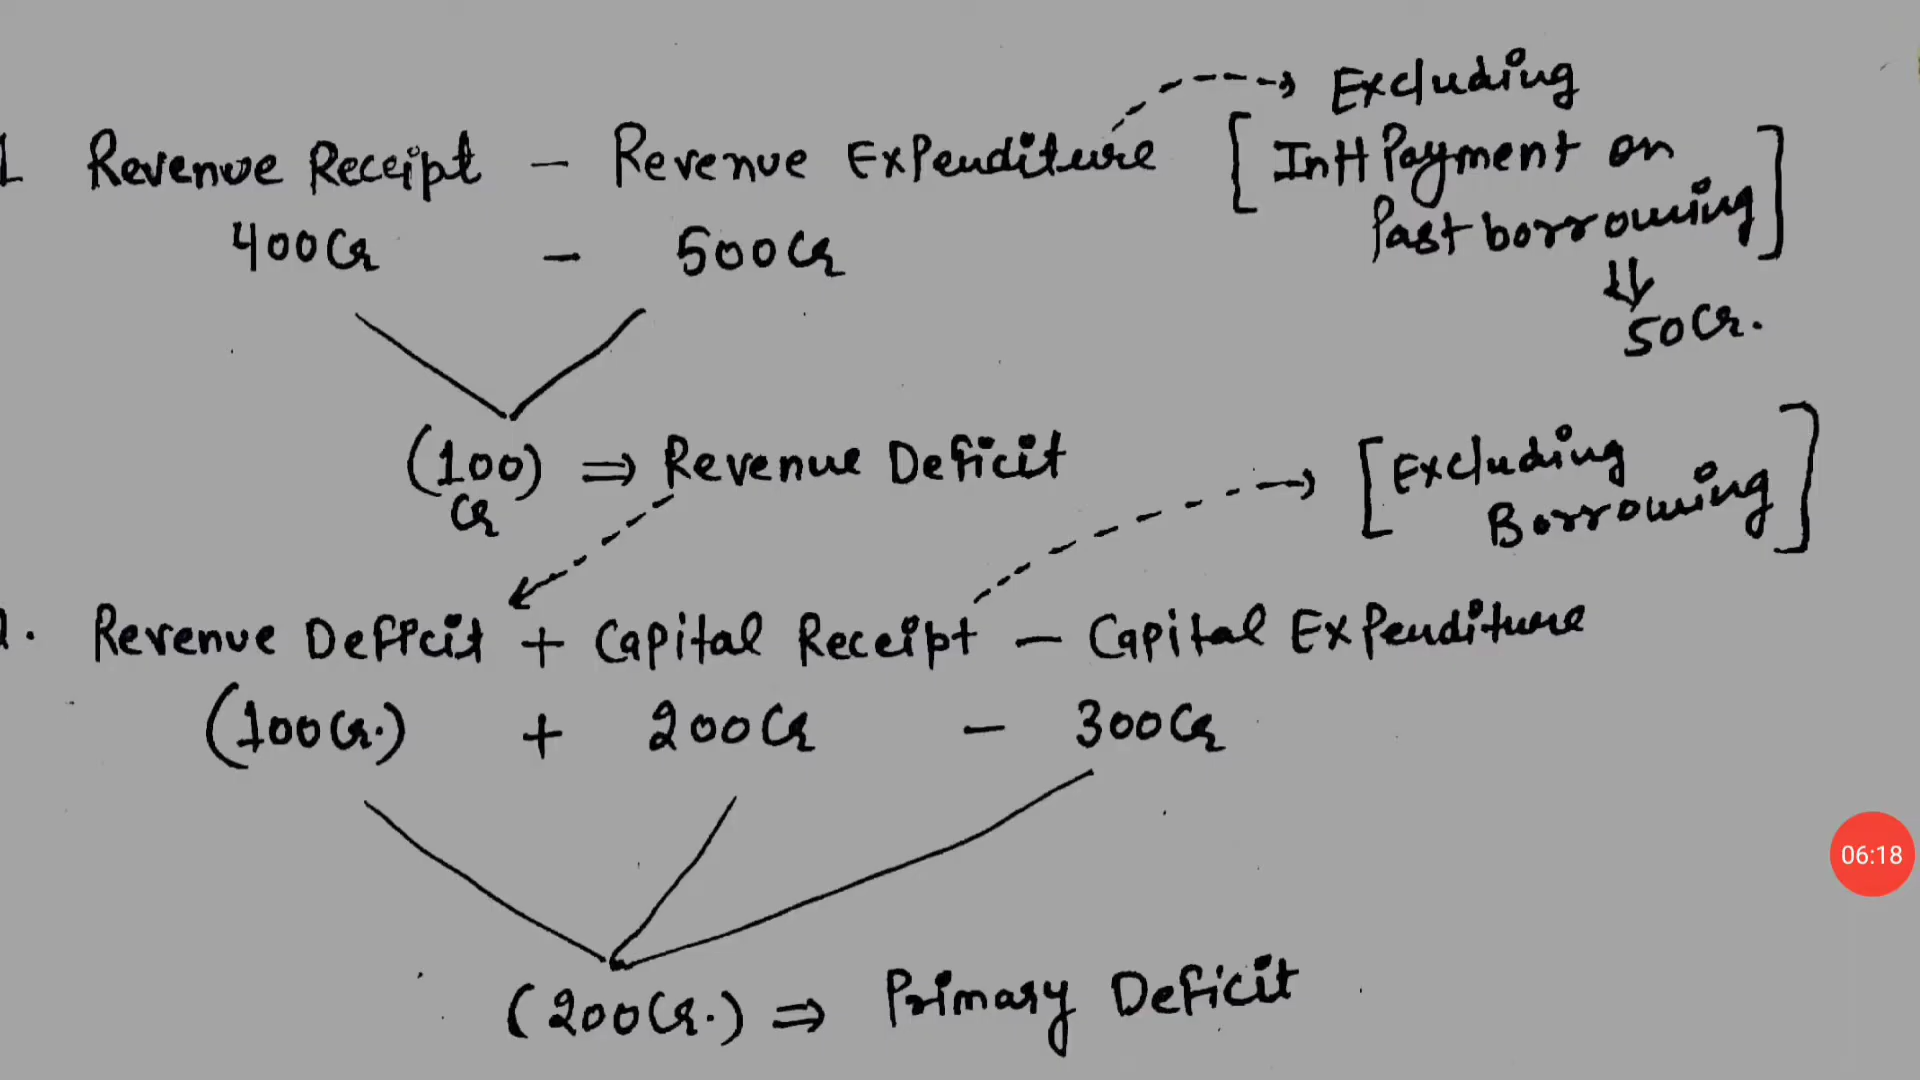 Excluding
1 Revenue Receipt - Revenue Expenditure [Intt Payment on
Past borrowing]
400Cr - 500Cr
50Cr.
(100) ⇒ Revenue Deficit
Cr
[Excluding
Borrowing]
2. Revenue Deficit + Capital Receipt - Capital Expenditure
(100Cr.) + 200Cr - 300Cr
06:18
(200Cr.) ⇒ Primary Deficit